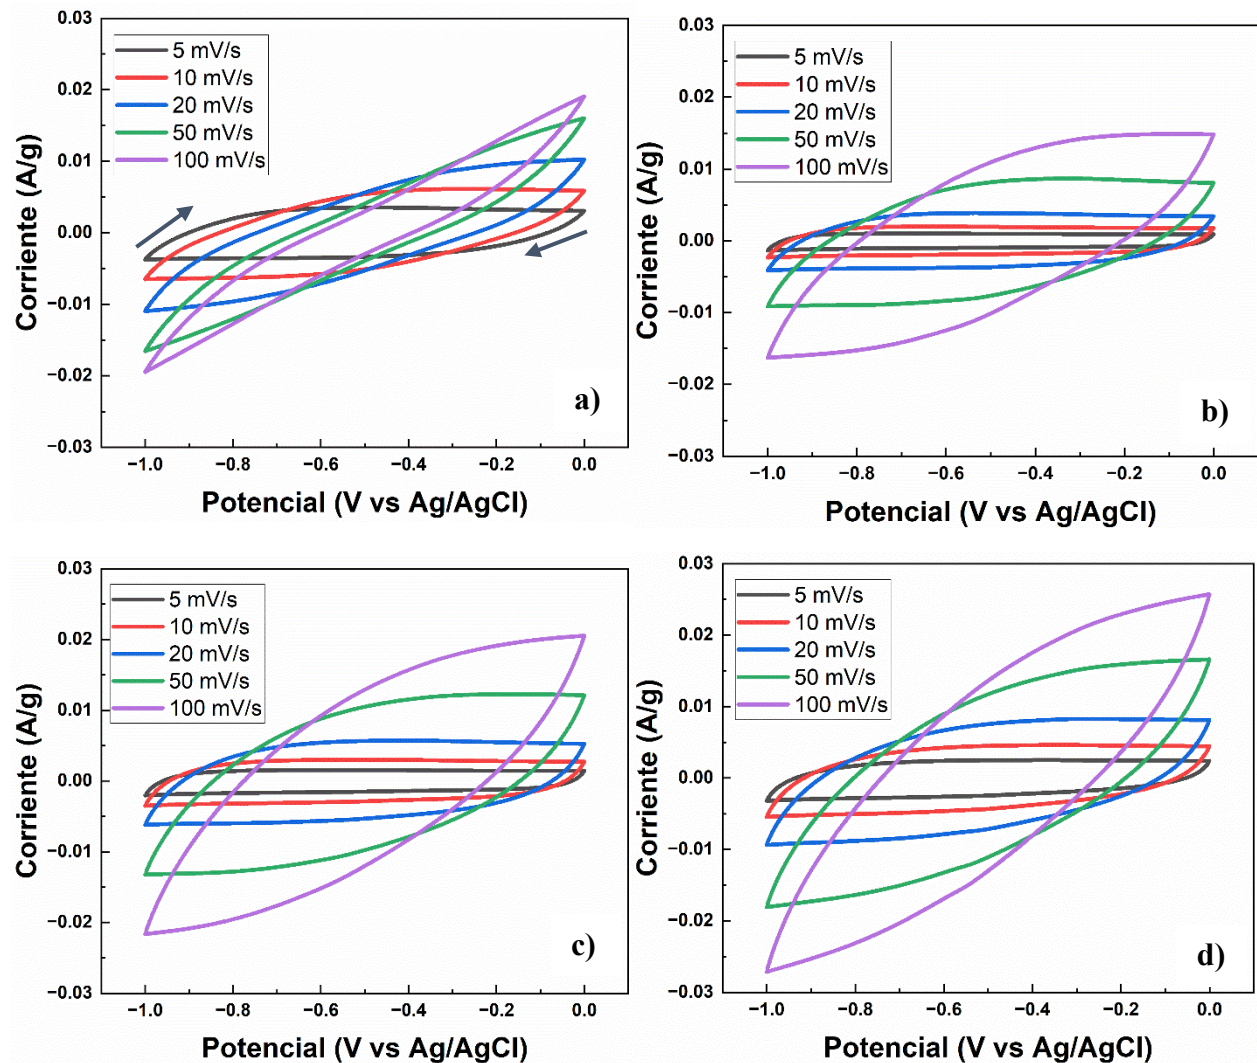 0.03
0.02
0.01
0.00
−0.01
−0.02
−0.03
Corriente (A/g)
5 mV/s
10 mV/s
20 mV/s
50 mV/s
100 mV/s
a)
−1.0 −0.8 −0.6 −0.4 −0.2 0.0
Potencial (V vs Ag/AgCl)
0.03
0.02
0.01
0.00
−0.01
−0.02
−0.03
Corriente (A/g)
5 mV/s
10 mV/s
20 mV/s
50 mV/s
100 mV/s
b)
−1.0 −0.8 −0.6 −0.4 −0.2 0.0
Potencial (V vs Ag/AgCl)
0.03
0.02
0.01
0.00
−0.01
−0.02
−0.03
Corriente (A/g)
5 mV/s
10 mV/s
20 mV/s
50 mV/s
100 mV/s
c)
−1.0 −0.8 −0.6 −0.4 −0.2 0.0
Potencial (V vs Ag/AgCl)
0.03
0.02
0.01
0.00
−0.01
−0.02
−0.03
Corriente (A/g)
5 mV/s
10 mV/s
20 mV/s
50 mV/s
100 mV/s
d)
−1.0 −0.8 −0.6 −0.4 −0.2 0.0
Potencial (V vs Ag/AgCl)